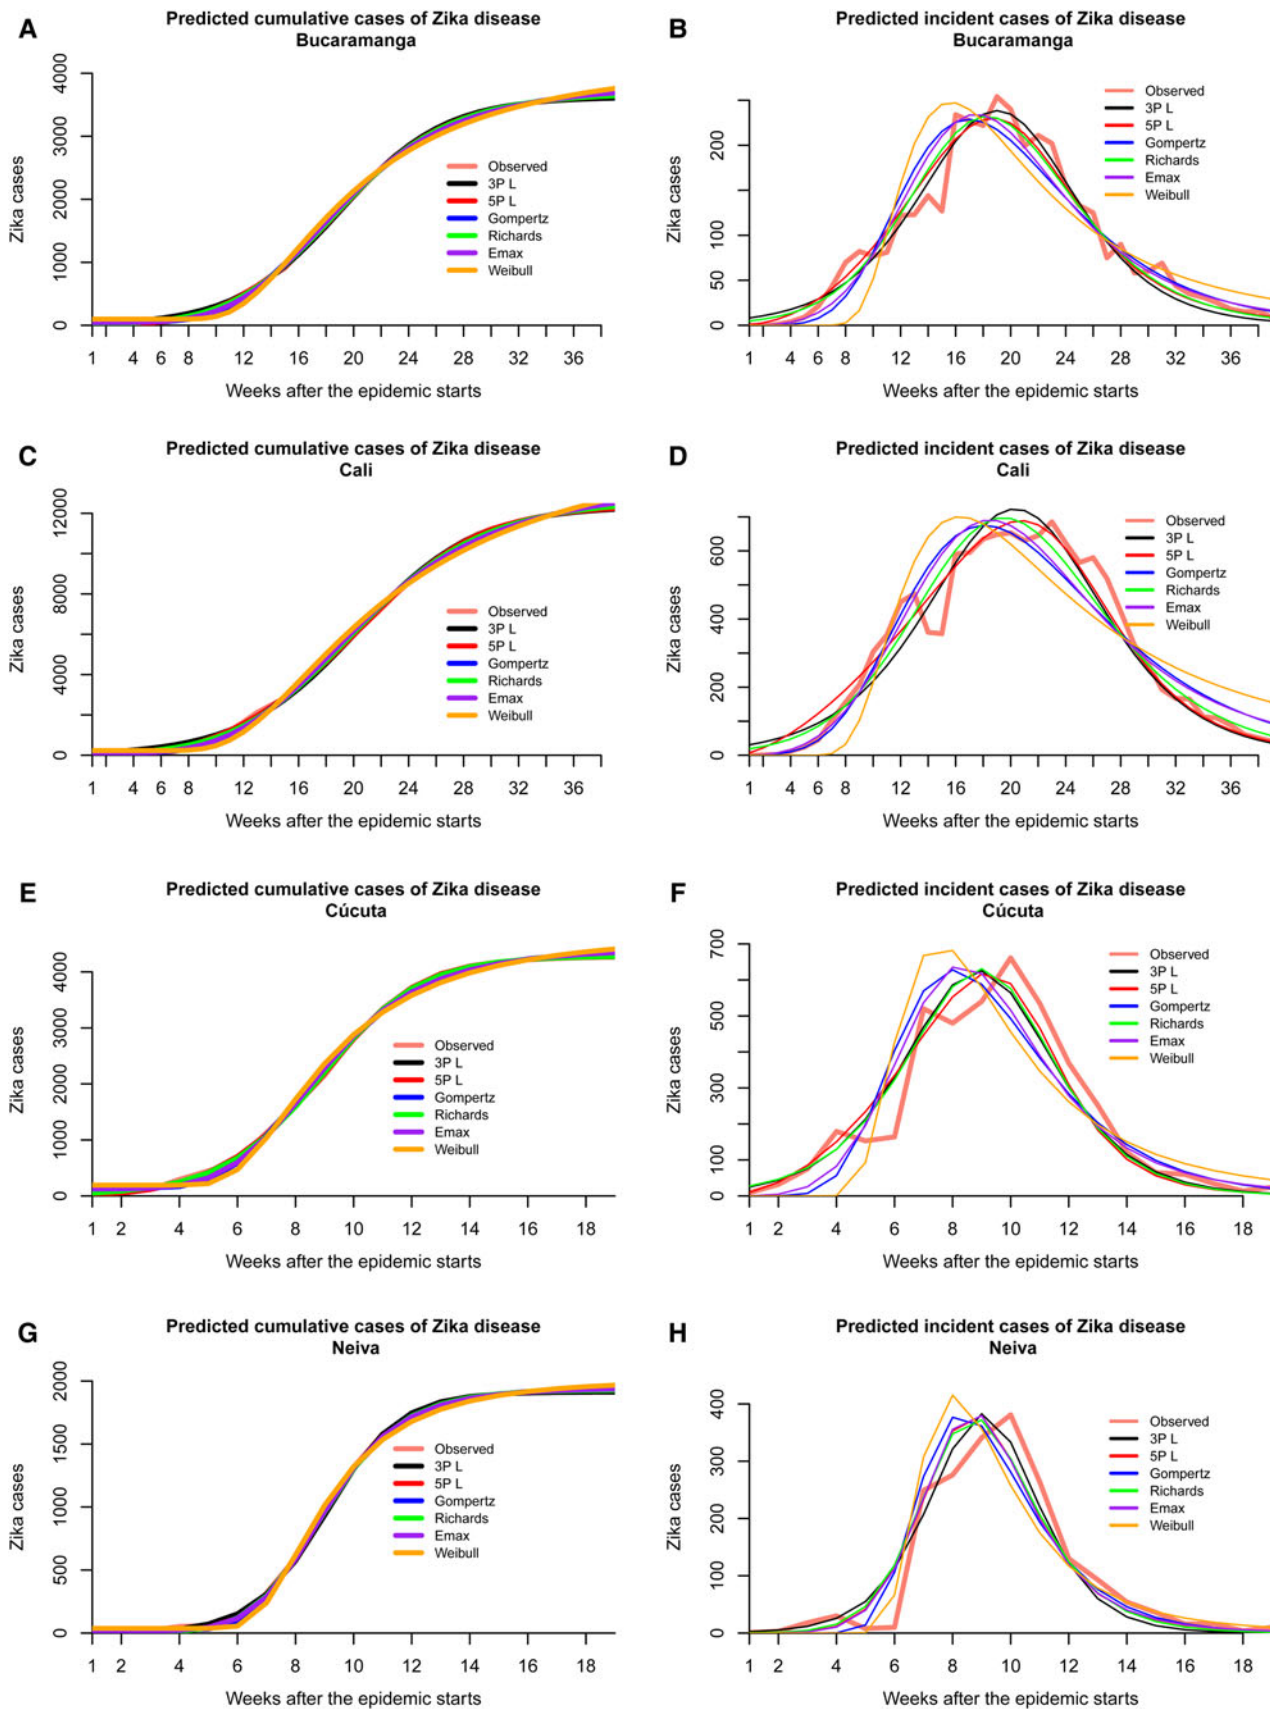 A
Predicted cumulative cases of Zika disease
Bucaramanga
Zika cases
4000
3000
2000
1000
0
Observed
3P L
5P L
Gompertz
Richards
Emax
Weibull
1 4 6 8 12 16 20 24 28 32 36
Weeks after the epidemic starts
B
Predicted incident cases of Zika disease
Bucaramanga
Zika cases
200
100
50
0
Observed
3P L
5P L
Gompertz
Richards
Emax
Weibull
1 4 6 8 12 16 20 24 28 32 36
Weeks after the epidemic starts
C
Predicted cumulative cases of Zika disease
Cali
Zika cases
12000
8000
4000
0
Observed
3P L
5P L
Gompertz
Richards
Emax
Weibull
1 4 6 8 12 16 20 24 28 32 36
Weeks after the epidemic starts
D
Predicted incident cases of Zika disease
Cali
Zika cases
600
400
200
0
Observed
3P L
5P L
Gompertz
Richards
Emax
Weibull
1 4 6 8 12 16 20 24 28 32 36
Weeks after the epidemic starts
E
Predicted cumulative cases of Zika disease
Cúcuta
Zika cases
4000
3000
2000
1000
0
Observed
3P L
5P L
Gompertz
Richards
Emax
Weibull
1 2 4 6 8 10 12 14 16 18
Weeks after the epidemic starts
F
Predicted incident cases of Zika disease
Cúcuta
Zika cases
700
500
300
100
0
Observed
3P L
5P L
Gompertz
Richards
Emax
Weibull
1 2 4 6 8 10 12 14 16 18
Weeks after the epidemic starts
G
Predicted cumulative cases of Zika disease
Neiva
Zika cases
2000
1500
1000
500
0
Observed
3P L
5P L
Gompertz
Richards
Emax
Weibull
1 2 4 6 8 10 12 14 16 18
Weeks after the epidemic starts
H
Predicted incident cases of Zika disease
Neiva
Zika cases
400
300
200
100
0
Observed
3P L
5P L
Gompertz
Richards
Emax
Weibull
1 2 4 6 8 10 12 14 16 18
Weeks after the epidemic starts